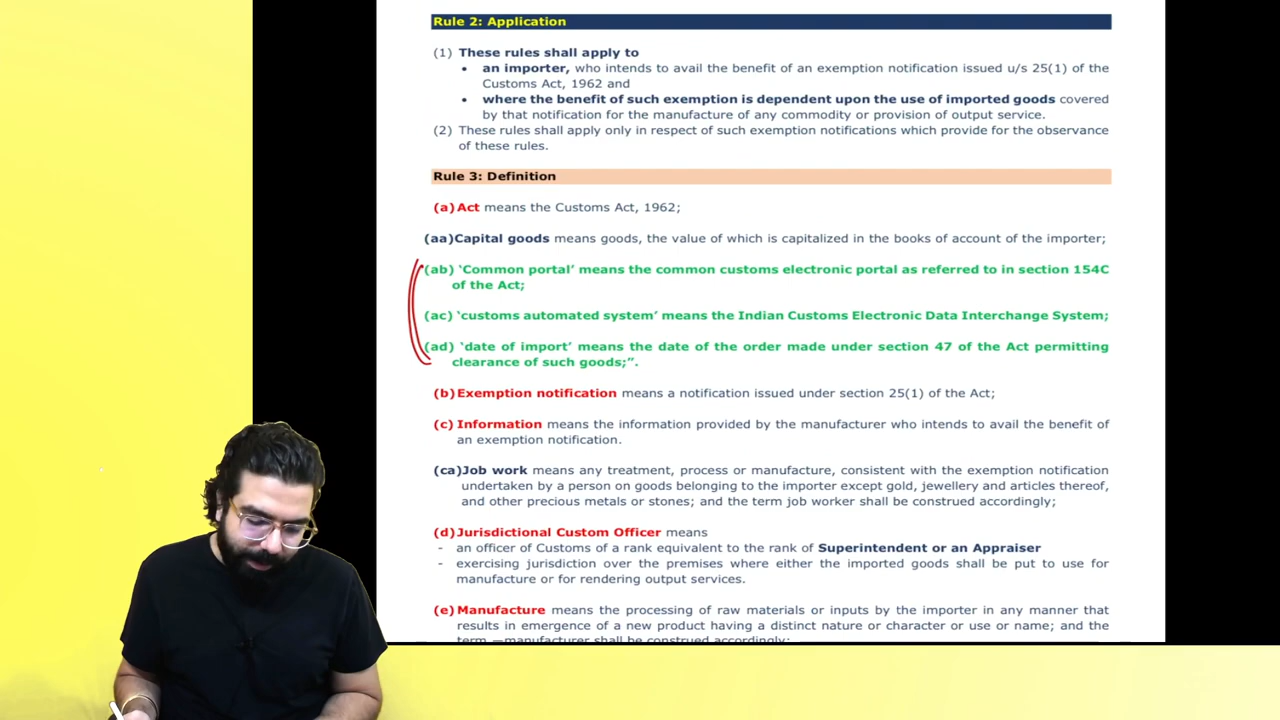 Rule 2: Application
(1) These rules shall apply to
• an importer, who intends to avail the benefit of an exemption notification issued u/s 25(1) of the
Customs Act, 1962 and
• where the benefit of such exemption is dependent upon the use of imported goods covered
by that notification for the manufacture of any commodity or provision of output service.
(2) These rules shall apply only in respect of such exemption notifications which provide for the observance
of these rules.
Rule 3: Definition
(a) Act means the Customs Act, 1962;
(aa)Capital goods means goods, the value of which is capitalized in the books of account of the importer;
(ab) ‘Common portal’ means the common customs electronic portal as referred to in section 154C
of the Act;
(ac) ‘customs automated system’ means the Indian Customs Electronic Data Interchange System;
(ad) ‘date of import’ means the date of the order made under section 47 of the Act permitting
clearance of such goods;”.
(b) Exemption notification means a notification issued under section 25(1) of the Act;
(c) Information means the information provided by the manufacturer who intends to avail the benefit of
an exemption notification.
(ca)Job work means any treatment, process or manufacture, consistent with the exemption notification
undertaken by a person on goods belonging to the importer except gold, jewellery and articles thereof,
and other precious metals or stones; and the term job worker shall be construed accordingly;
(d) Jurisdictional Custom Officer means
- an officer of Customs of a rank equivalent to the rank of Superintendent or an Appraiser
- exercising jurisdiction over the premises where either the imported goods shall be put to use for
manufacture or for rendering output services.
(e) Manufacture means the processing of raw materials or inputs by the importer in any manner that
results in emergence of a new product having a distinct nature or character or use or name; and the
term —manufacturer shall be construed accordingly;